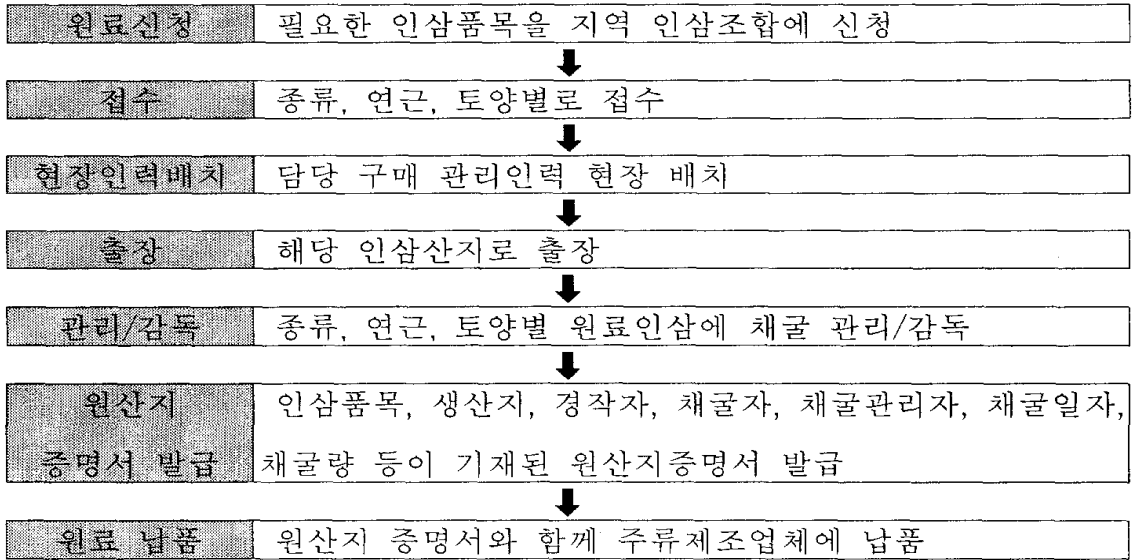 원료신청 필요한 인삼품목을 지역 인삼조합에 신청
접수 종류, 연근, 토양별로 접수
현장인력배치 담당 구매 관리인력 현장 배치
출장 해당 인삼산지로 출장
관리/감독 종류, 연근, 토양별 원료인삼에 채굴 관리/감독
원산지 인삼품목, 생산지, 경작자, 채굴자, 채굴관리자, 채굴일자,
증명서 발급 채굴량 등이 기재된 원산지증명서 발급
원료 납품 원산지 증명서와 함께 주류제조업체에 납품